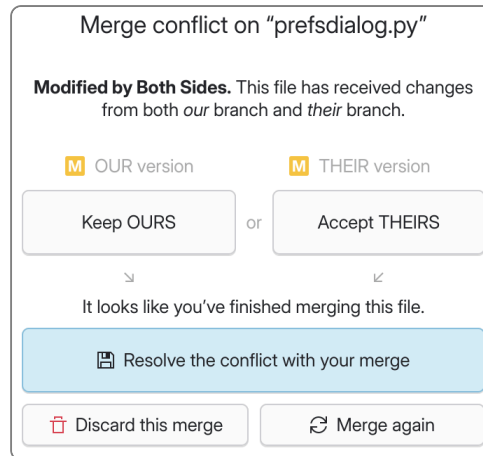 Merge conflict on “prefsdialog.py”
Modified by Both Sides. This file has received changes
from both our branch and their branch.
M OUR version
M THEIR version
Keep OURS
or
Accept THEIRS
It looks like you’ve finished merging this file.
Resolve the conflict with your merge
Discard this merge
Merge again